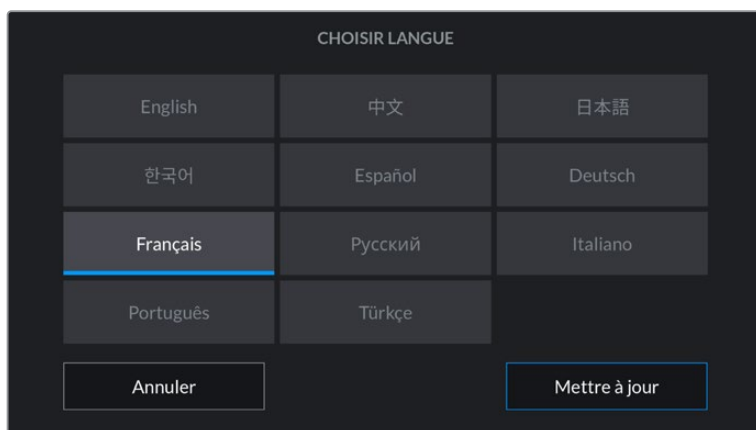 CHOISIR LANGUE
English 中文 日本語
한국어 Español Deutsch
Français Русский Italiano
Português Türkçe
Annuler Mettre à jour